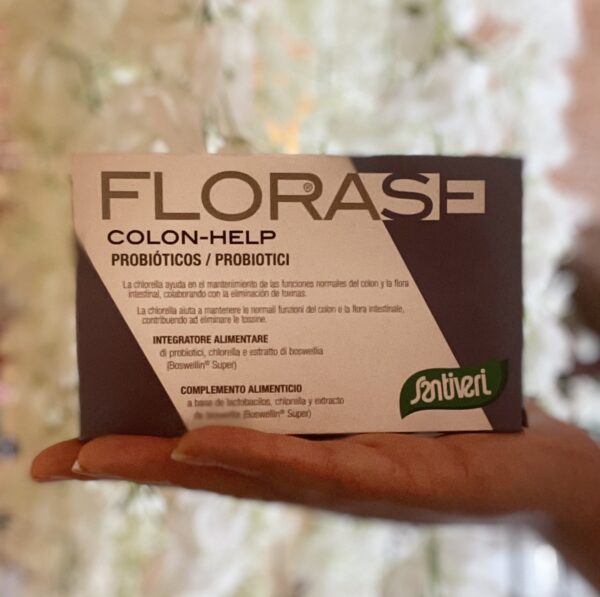 FLORASE®
COLON-HELP
PROBIÓTICOS / PROBIOTICI
La chlorella ayuda en el mantenimiento de las funciones normales del colon y la flora
intestinal, colaborando con la eliminación de toxinas.
La chlorella aiuta a mantenere le normali funzioni del colon e la flora intestinale,
contribuendo ad eliminare le tossine.
INTEGRATORE ALIMENTARE
di probiotici, chlorella e estratto di boswellia
(Boswellin® Super)
COMPLEMENTO ALIMENTICIO
a base de lactobacilos, chlorella y extracto
de boswellia (Boswellin® Super)
Santiveri